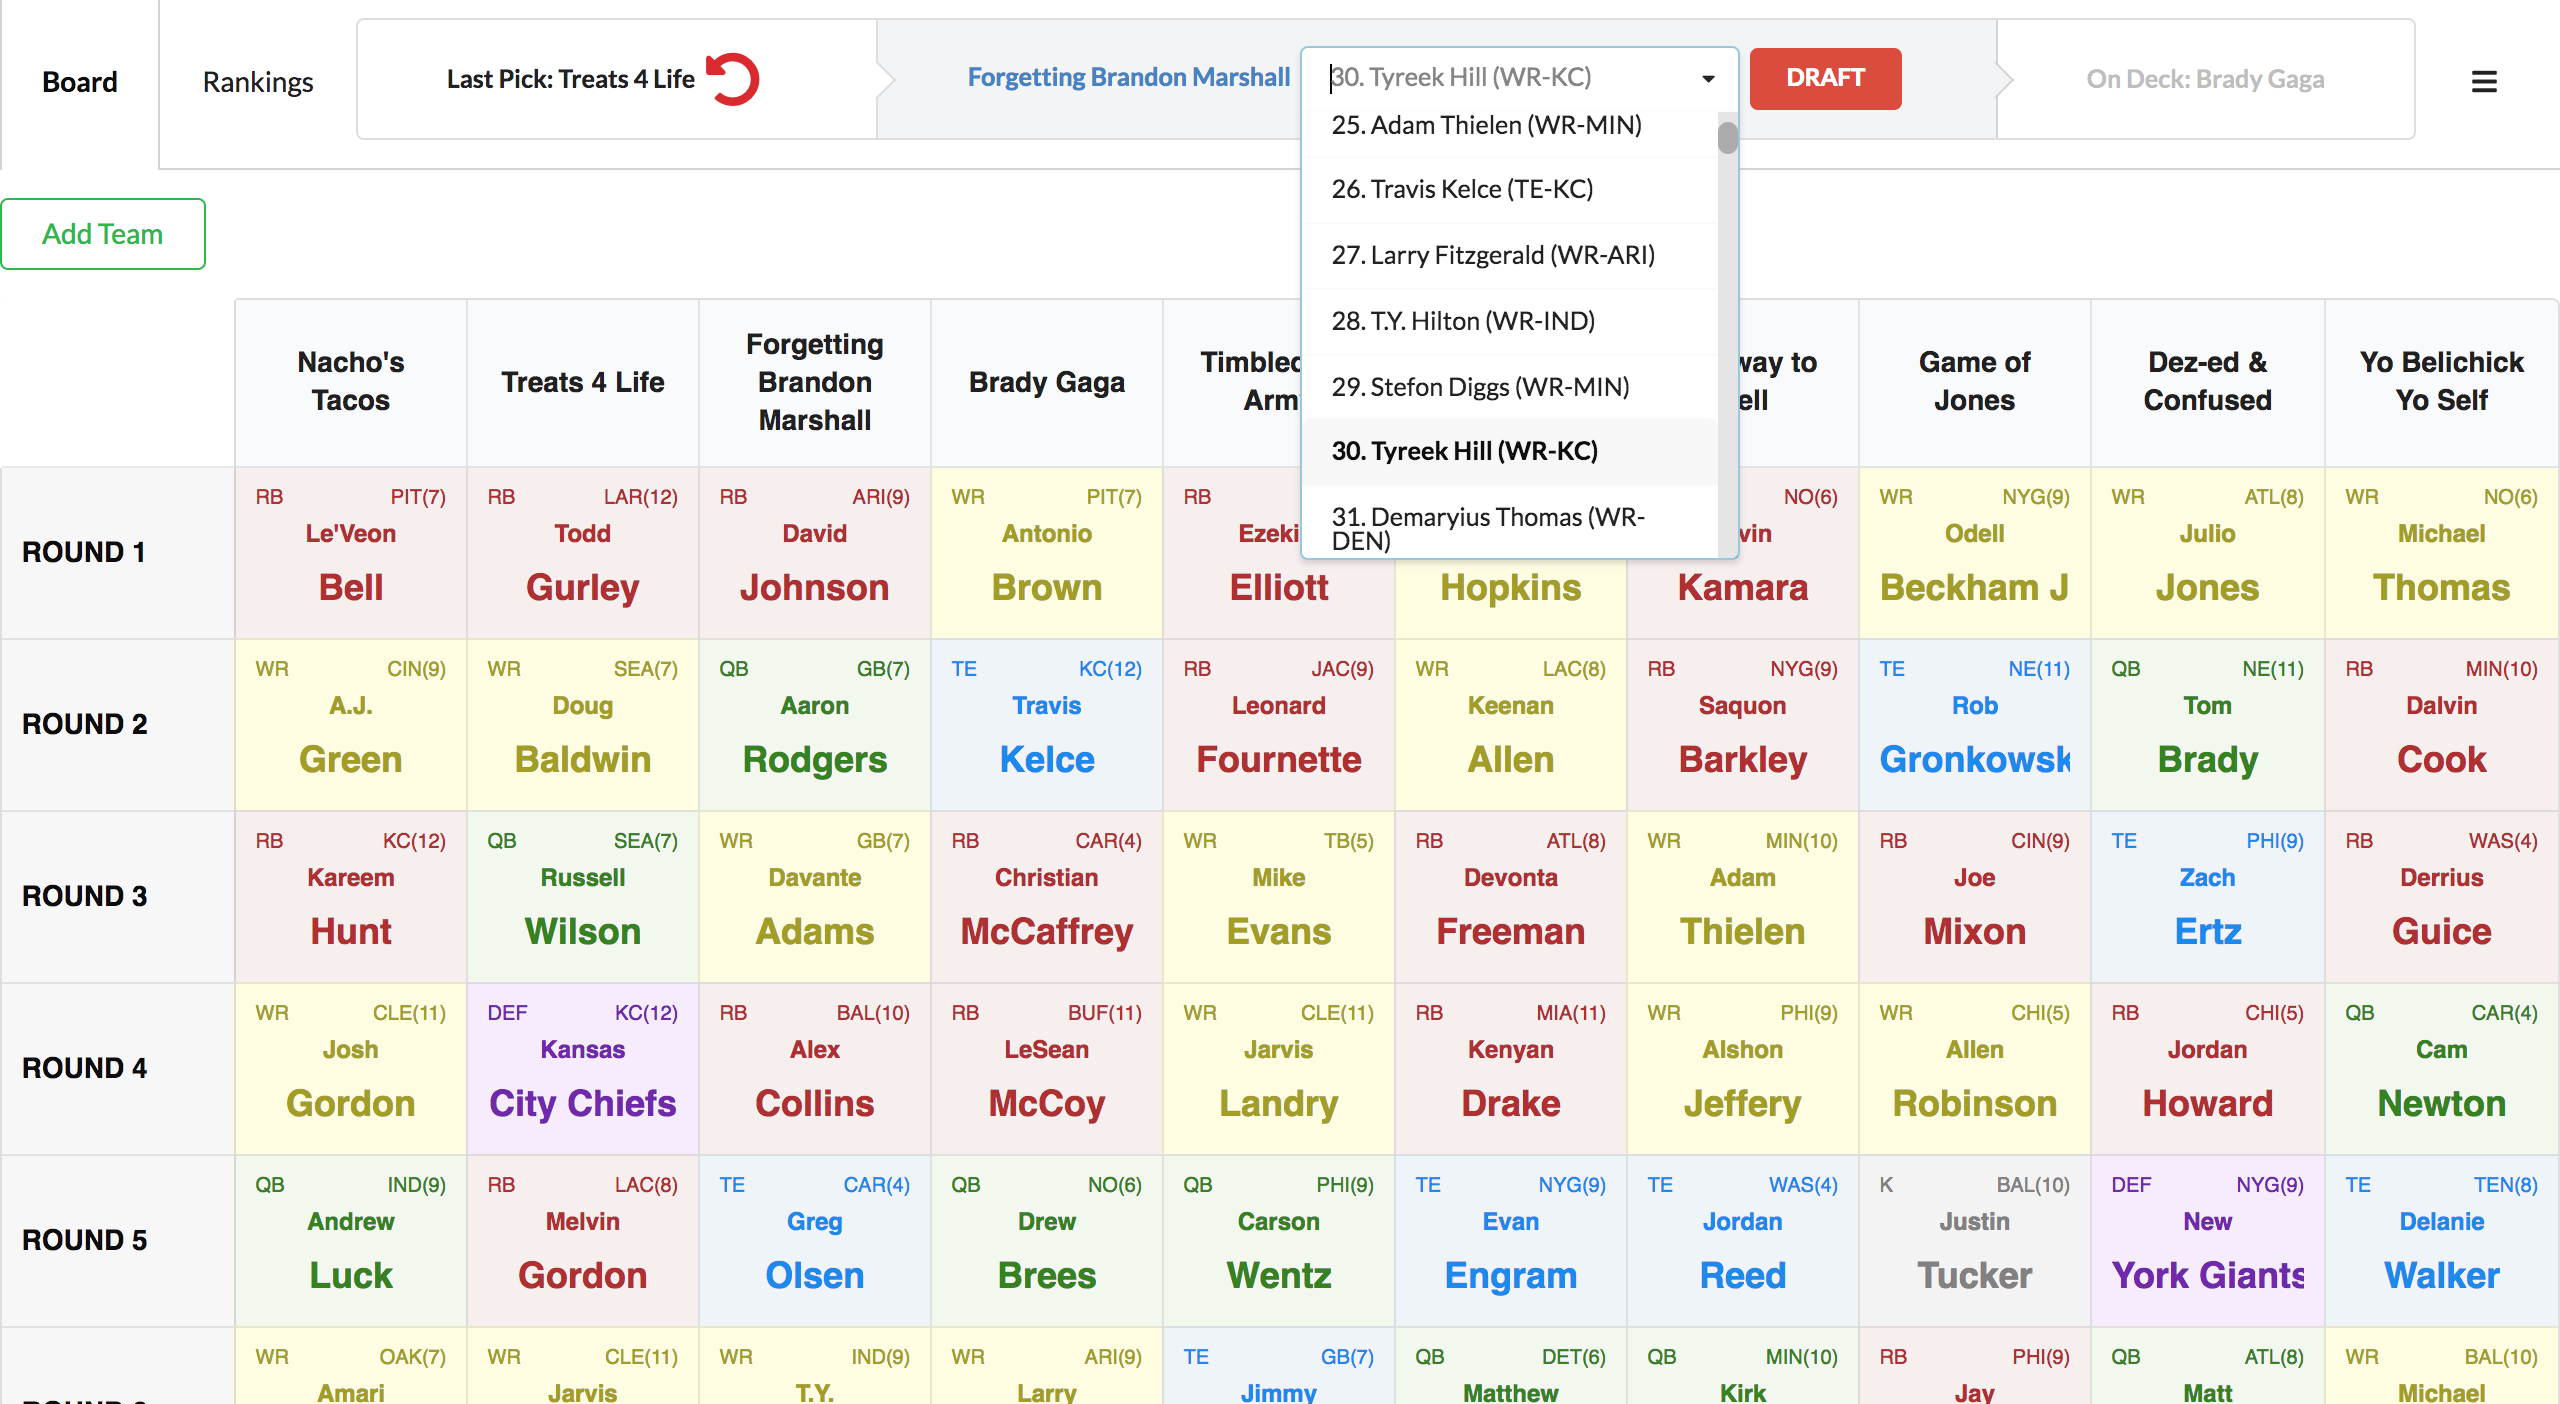 Board
Rankings
Last Pick: Treats 4 Life
Forgetting Brandon Marshall
30. Tyreek Hill (WR-KC)
DRAFT
On Deck: Brady Gaga
25. Adam Thielen (WR-MIN)
26. Travis Kelce (TE-KC)
27. Larry Fitzgerald (WR-ARI)
28. T.Y. Hilton (WR-IND)
29. Stefon Diggs (WR-MIN)
30. Tyreek Hill (WR-KC)
31. Demaryius Thomas (WR-
DEN)
Add Team
Nacho's
Tacos
Treats 4 Life
Forgetting
Brandon
Marshall
Brady Gaga
Game of
Jones
Dez-ed &
Confused
Yo Belichick
Yo Self
ROUND 1
RB PIT(7)
Le'Veon
Bell
RB LAR(12)
Todd
Gurley
RB ARI(9)
David
Johnson
WR PIT(7)
Antonio
Brown
RB
Elliott
Hopkins
NO(6)
Kamara
WR NYG(9)
Odell
Beckham J
WR ATL(8)
Julio
Jones
WR NO(6)
Michael
Thomas
ROUND 2
WR CIN(9)
A.J.
Green
WR SEA(7)
Doug
Baldwin
QB GB(7)
Aaron
Rodgers
TE KC(12)
Travis
Kelce
RB JAC(9)
Leonard
Fournette
WR LAC(8)
Keenan
Allen
RB NYG(9)
Saquon
Barkley
TE NE(11)
Rob
Gronkowsk
QB NE(11)
Tom
Brady
RB MIN(10)
Dalvin
Cook
ROUND 3
RB KC(12)
Kareem
Hunt
QB SEA(7)
Russell
Wilson
WR GB(7)
Davante
Adams
RB CAR(4)
Christian
McCaffrey
WR TB(5)
Mike
Evans
RB ATL(8)
Devonta
Freeman
WR MIN(10)
Adam
Thielen
RB CIN(9)
Joe
Mixon
TE PHI(9)
Zach
Ertz
RB WAS(4)
Derrius
Guice
ROUND 4
WR CLE(11)
Josh
Gordon
DEF KC(12)
Kansas
City Chiefs
RB BAL(10)
Alex
Collins
RB BUF(11)
LeSean
McCoy
WR CLE(11)
Jarvis
Landry
RB MIA(11)
Kenyan
Drake
WR PHI(9)
Alshon
Jeffery
WR CHI(5)
Allen
Robinson
RB CHI(5)
Jordan
Howard
QB CAR(4)
Cam
Newton
ROUND 5
QB IND(9)
Andrew
Luck
RB LAC(8)
Melvin
Gordon
TE CAR(4)
Greg
Olsen
QB NO(6)
Drew
Brees
QB PHI(9)
Carson
Wentz
TE NYG(9)
Evan
Engram
TE WAS(4)
Jordan
Reed
K BAL(10)
Justin
Tucker
DEF NYG(9)
New
York Giants
TE TEN(8)
Delanie
Walker
WR OAK(7)
Amari
WR CLE(11)
Jarvis
WR IND(9)
T.Y.
WR ARI(9)
Larry
TE GB(7)
Jimmy
QB DET(6)
Matthew
QB MIN(10)
Kirk
RB PHI(9)
Jay
QB ATL(8)
Matt
WR BAL(10)
Michael